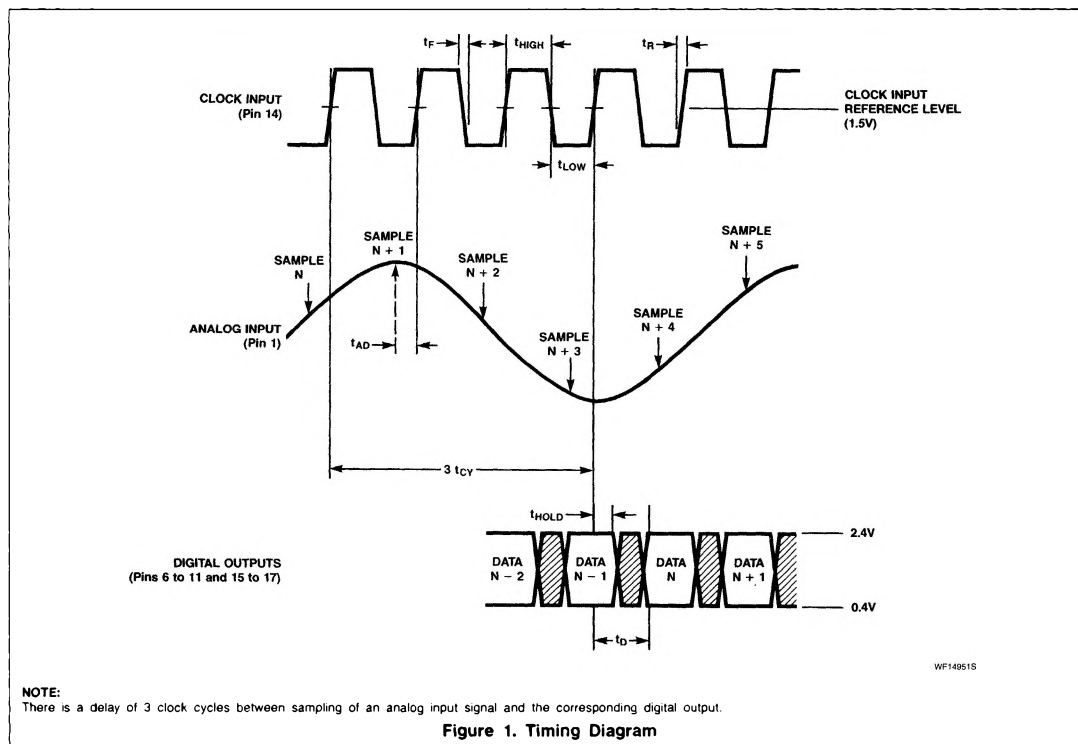 tF
tHIGH
tR
CLOCK INPUT
(Pin 14)
CLOCK INPUT
REFERENCE LEVEL
(1.5V)
tLOW
SAMPLE
N
SAMPLE
N + 1
SAMPLE
N + 2
SAMPLE
N + 3
SAMPLE
N + 4
SAMPLE
N + 5
ANALOG INPUT
(Pin 1)
tAD
3 tCY
tHOLD
DIGITAL OUTPUTS
(Pins 6 to 11 and 15 to 17)
DATA
N - 2
DATA
N - 1
DATA
N
DATA
N + 1
2.4V
0.4V
tD
WF14951S
NOTE:
There is a delay of 3 clock cycles between sampling of an analog input signal and the corresponding digital output.
Figure 1. Timing Diagram